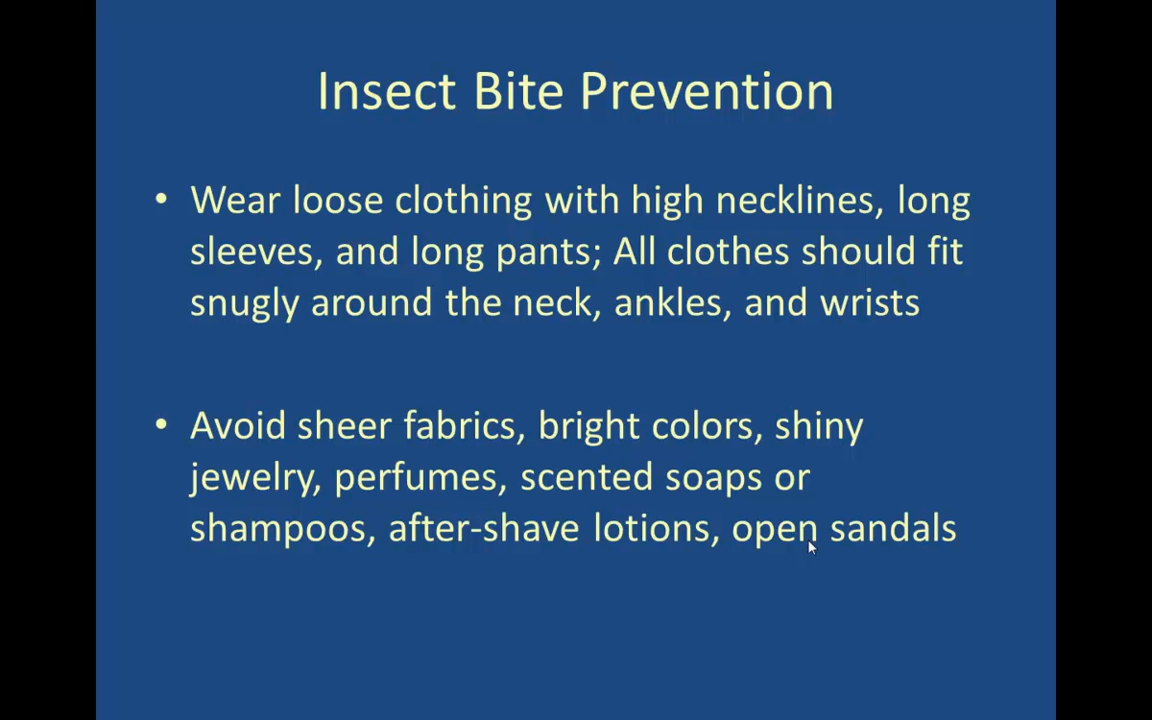 Insect Bite Prevention
• Wear loose clothing with high necklines, long
sleeves, and long pants; All clothes should fit
snugly around the neck, ankles, and wrists
• Avoid sheer fabrics, bright colors, shiny
jewelry, perfumes, scented soaps or
shampoos, after-shave lotions, open sandals